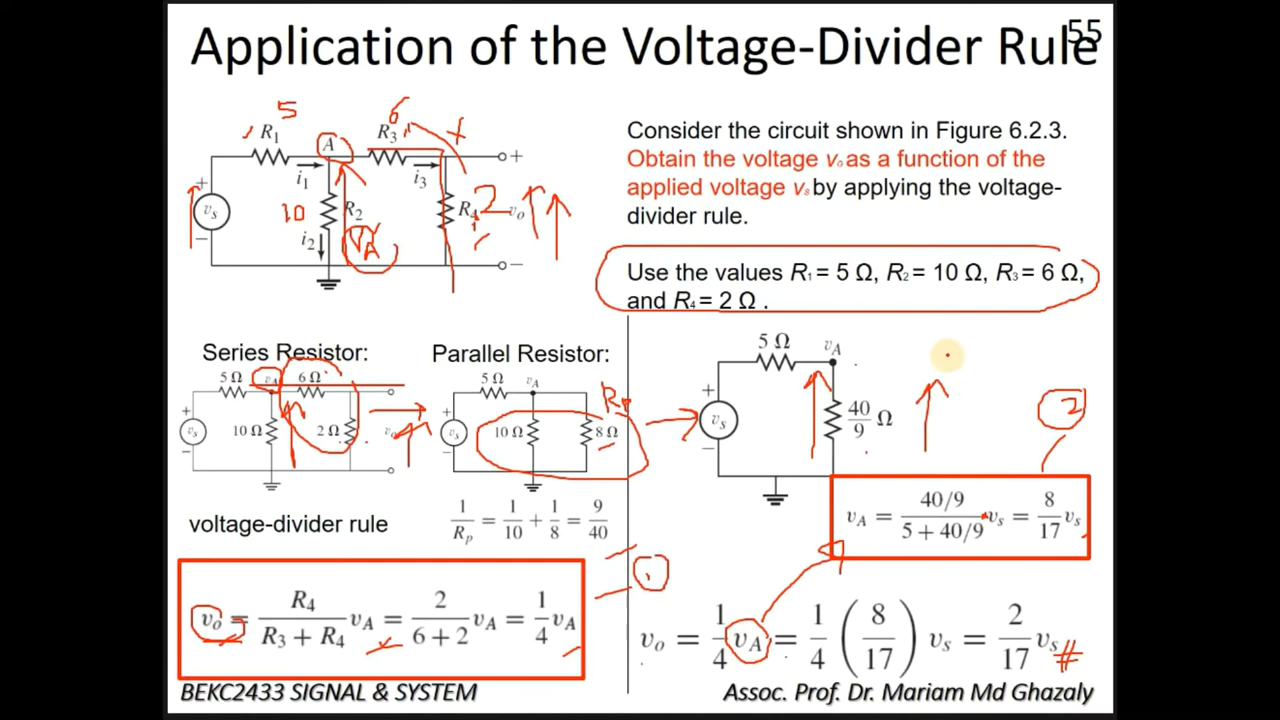 55
Application of the Voltage-Divider Rule
5
6
R1
A
R3
+
+
i1
i3
+
vs
10
R2
R4
2
vo
−
i2
VA
−
Consider the circuit shown in Figure 6.2.3.
Obtain the voltage vo as a function of the
applied voltage vs by applying the voltage-
divider rule.
Use the values R1 = 5 Ω, R2 = 10 Ω, R3 = 6 Ω,
and R4 = 2 Ω .
Series Resistor:
5 Ω
vA
6 Ω
+
vs
10 Ω
2 Ω
vo
−
voltage-divider rule
vo = R4/(R3 + R4) vA = 2/(6 + 2) vA = 1/4 vA
Parallel Resistor:
5 Ω
vA
Rp
+
vs
10 Ω
8 Ω
−
1/Rp = 1/10 + 1/8 = 9/40
5 Ω
vA
+
vs
40/9 Ω
−
2
vA = (40/9)/(5 + 40/9) vs = 8/17 vs
vo = 1/4 vA = 1/4 (8/17) vs = 2/17 vs #
BEKC2433 SIGNAL & SYSTEM
Assoc. Prof. Dr. Mariam Md Ghazaly